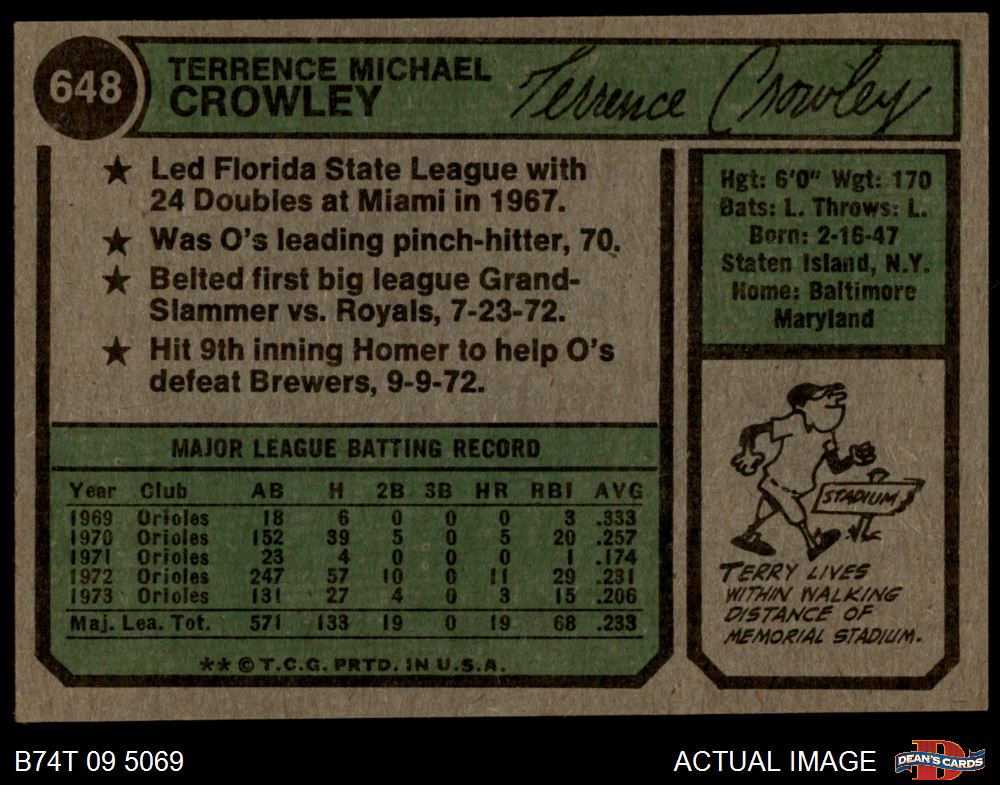 648
TERRENCE MICHAEL
CROWLEY
Terrence Crowley
★ Led Florida State League with
24 Doubles at Miami in 1967.
★ Was O's leading pinch-hitter, 70.
★ Belted first big league Grand-
Slammer vs. Royals, 7-23-72.
★ Hit 9th inning Homer to help O's
defeat Brewers, 9-9-72.
MAJOR LEAGUE BATTING RECORD
Year Club AB H 2B 3B HR RBI AVG
1969 Orioles 18 6 0 0 0 3 .333
1970 Orioles 152 39 5 0 5 20 .257
1971 Orioles 23 4 0 0 0 1 .174
1972 Orioles 247 57 10 0 11 29 .231
1973 Orioles 131 27 4 0 3 15 .206
Maj. Lea. Tot. 571 133 19 0 19 68 .233
** © T.C.G. PRTD. IN U.S.A.
Hgt: 6'0" Wgt: 170
Bats: L. Throws: L.
Born: 2-16-47
Staten Island, N.Y.
Home: Baltimore
Maryland
STADIUM
TERRY LIVES
WITHIN WALKING
DISTANCE OF
MEMORIAL STADIUM.
B74T 09 5069
ACTUAL IMAGE
D
DEAN'S CARDS